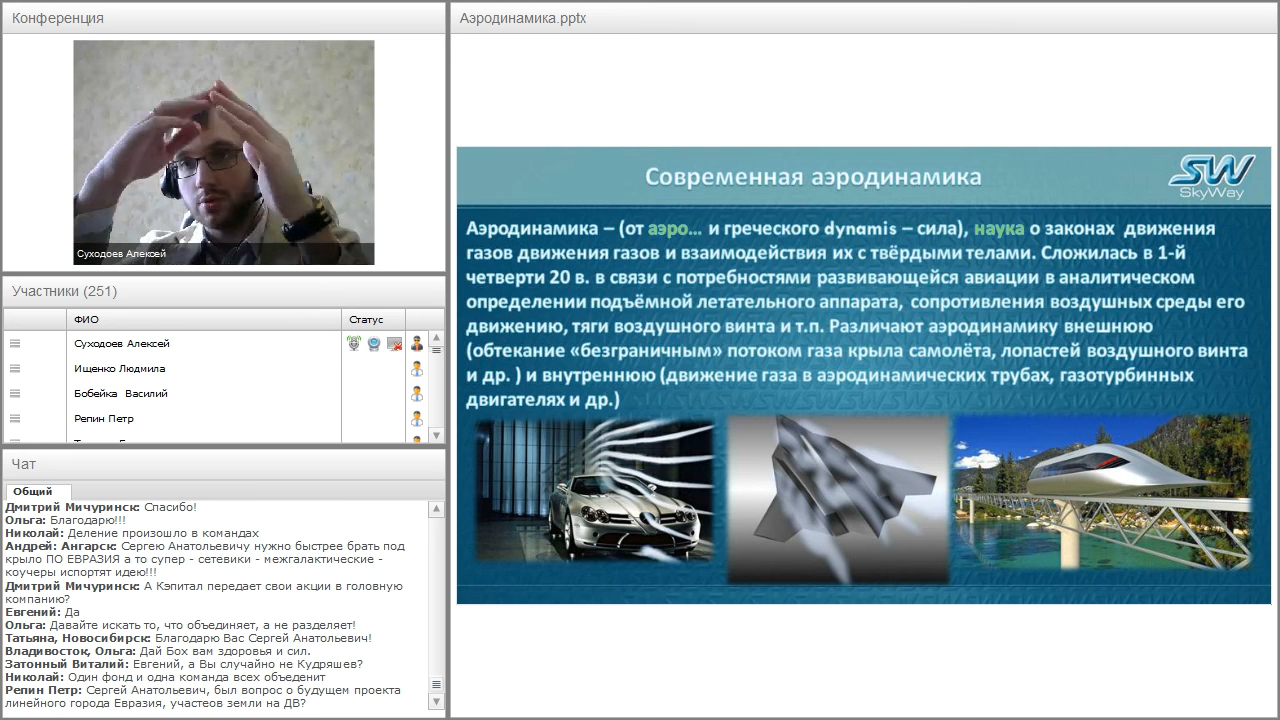 Конференция
Суходоев Алексей
Участники (251)
ФИО
Статус
Суходоев Алексей
Ищенко Людмила
Бобейка Василий
Репин Петр
Чат
Общий
Дмитрий Мичуринск: Спасибо!
Ольга: Благодарю!!!
Николай: Деление произошло в командах
Андрей: Ангарск: Сергею Анатольевичу нужно быстрее брать под
крыло ПО ЕВРАЗИЯ а то супер - сетевики - межгалактические -
коучеры испортят идею!!!
Дмитрий Мичуринск: А Кэпитал передает свои акции в головную
компанию?
Евгений: Да
Ольга: Давайте искать то, что объединяет, а не разделяет!
Татьяна, Новосибирск: Благодарю Вас Сергей Анатольевич!
Владивосток, Ольга: Дай Бох вам здоровья и сил.
Затонный Виталий: Евгений, а Вы случайно не Кудряшев?
Николай: Один фонд и одна команда всех объеденит
Репин Петр: Сергей Анатолдевич, был вопрос о будущем проекта
линейного города Евразия, участеов земли на ДВ?
Аэродинамика.pptx
Современная аэродинамика
SW
SkyWay
Аэродинамика – (от аэро... и греческого dynamis – сила), наука о законах движения
газов движения газов и взаимодействия их с твёрдыми телами. Сложилась в 1-й
четверти 20 в. в связи с потребностями развивающейся авиации в аналитическом
определении подъёмной летательного аппарата, сопротивления воздушных среды его
движению, тяги воздушного винта и т.п. Различают аэродинамику внешнюю
(обтекание «безграничным» потоком газа крыла самолёта, лопастей воздушного винта
и др. ) и внутреннюю (движение газа в аэродинамических трубах, газотурбинных
двигателях и др.)